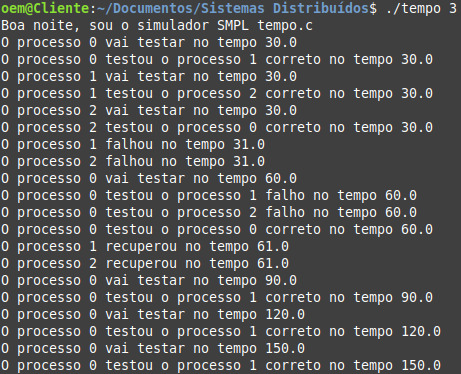 oem@Cliente:~/Documentos/Sistemas Distribuídos$ ./tempo 3
Boa noite, sou o simulador SMPL tempo.c
O processo 0 vai testar no tempo 30.0
O processo 0 testou o processo 1 correto no tempo 30.0
O processo 1 vai testar no tempo 30.0
O processo 1 testou o processo 2 correto no tempo 30.0
O processo 2 vai testar no tempo 30.0
O processo 2 testou o processo 0 correto no tempo 30.0
O processo 1 falhou no tempo 31.0
O processo 2 falhou no tempo 31.0
O processo 0 vai testar no tempo 60.0
O processo 0 testou o processo 1 falho no tempo 60.0
O processo 0 testou o processo 2 falho no tempo 60.0
O processo 0 testou o processo 0 correto no tempo 60.0
O processo 1 recuperou no tempo 61.0
O processo 2 recuperou no tempo 61.0
O processo 0 vai testar no tempo 90.0
O processo 0 testou o processo 1 correto no tempo 90.0
O processo 0 vai testar no tempo 120.0
O processo 0 testou o processo 1 correto no tempo 120.0
O processo 0 vai testar no tempo 150.0
O processo 0 testou o processo 1 correto no tempo 150.0